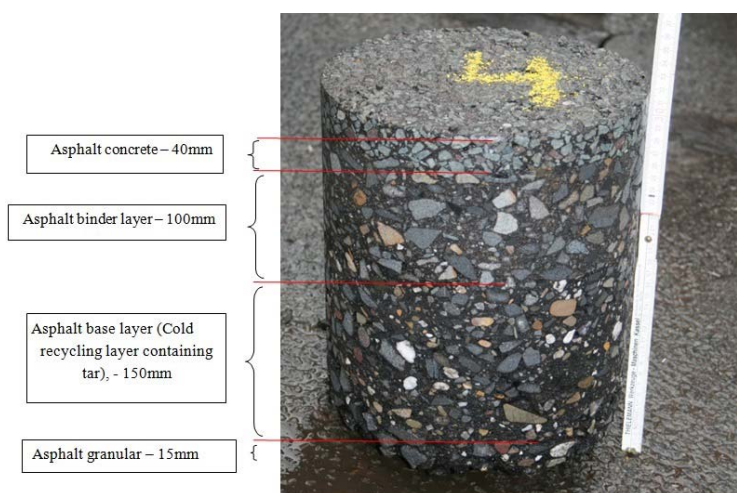 4
Asphalt concrete – 40mm
Asphalt binder layer – 100mm
Asphalt base layer (Cold
recycling layer containing
tar), - 150mm
Asphalt granular – 15mm